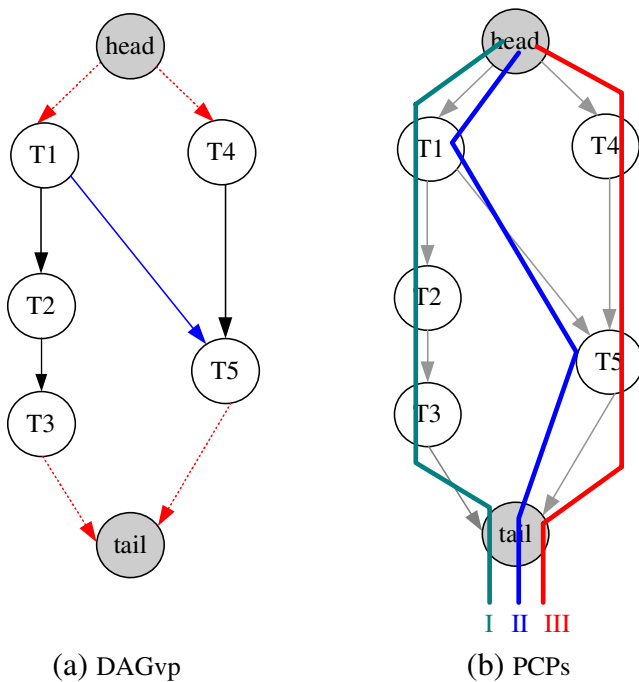 head
T1
T4
T2
T5
T3
tail
(a) DAGvp
head
T1
T4
T2
T5
T3
tail
I II III
(b) PCPs